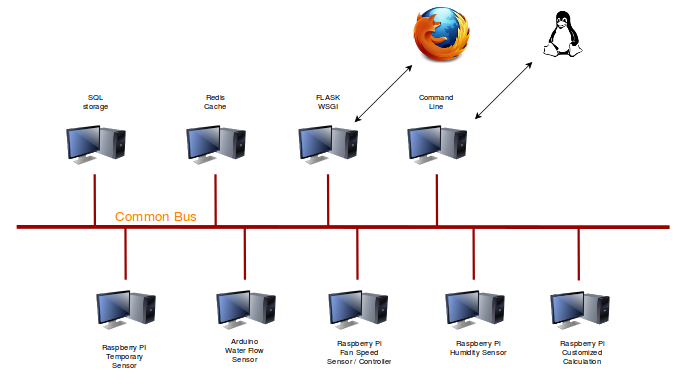 SQL
storage
Redis
Cache
FLASK
WSGI
Command
Line
Common Bus
Raspberry PI
Temporary
Sensor
Arduino
Water Flow
Sensor
Raspberry PI
Fan Speed
Sensor / Controller
Raspberry PI
Humidity Sensor
Raspberry PI
Customized
Calculation